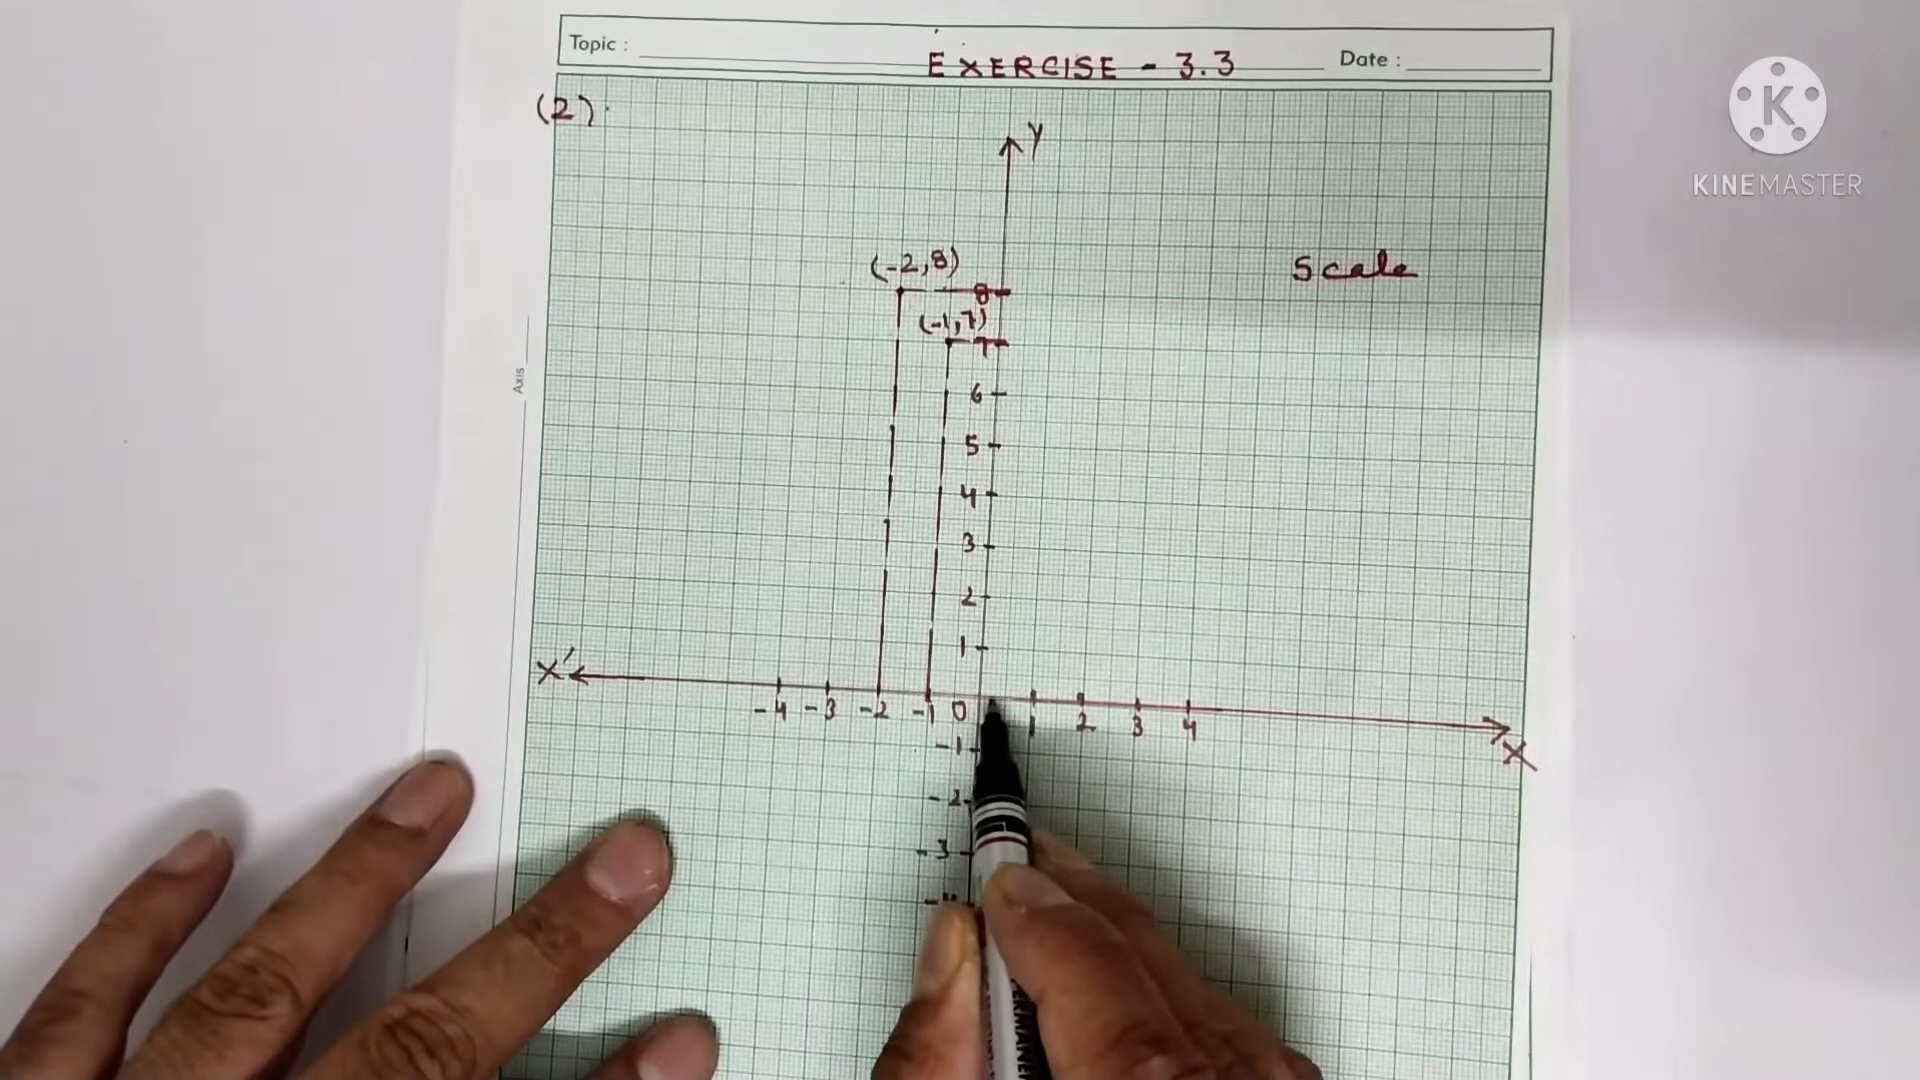 Topic :
EXERCISE - 3.3
Date :
(2).
K
KINEMASTER
Y
Scale
(-2,8)
8
(-1,7)
7
6
5
4
3
2
1
Axis
X'
-4 -3 -2 -1 0 1 2 3 4
X
-1
-2
-3